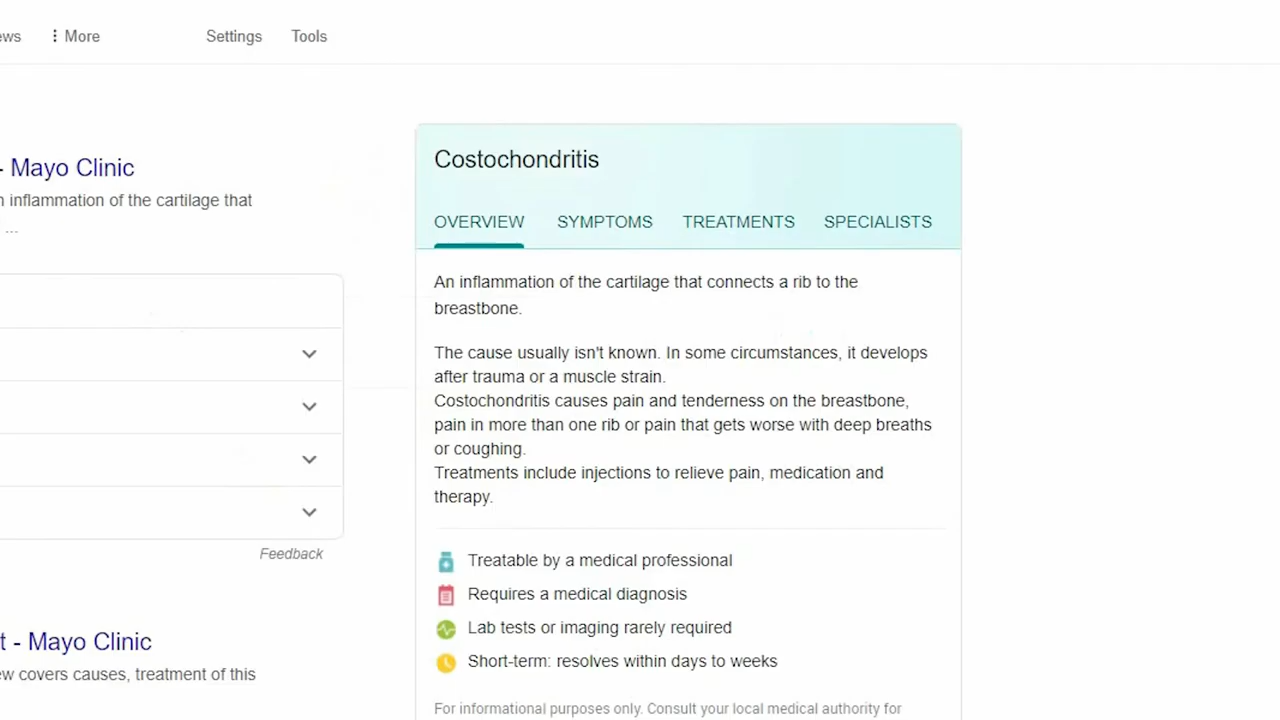 More
Settings
Tools
- Mayo Clinic
inflammation of the cartilage that
...
Feedback
t - Mayo Clinic
covers causes, treatment of this
Costochondritis
OVERVIEW
SYMPTOMS
TREATMENTS
SPECIALISTS
An inflammation of the cartilage that connects a rib to the
breastbone.
The cause usually isn't known. In some circumstances, it develops
after trauma or a muscle strain.
Costochondritis causes pain and tenderness on the breastbone,
pain in more than one rib or pain that gets worse with deep breaths
or coughing.
Treatments include injections to relieve pain, medication and
therapy.
Treatable by a medical professional
Requires a medical diagnosis
Lab tests or imaging rarely required
Short-term: resolves within days to weeks
For informational purposes only. Consult your local medical authority for